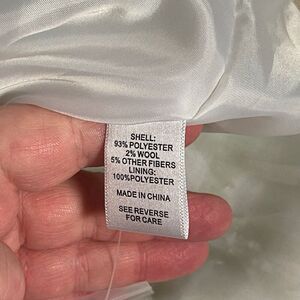 SHELL:
93% POLYESTER
2% WOOL
5% OTHER FIBERS
LINING:
100%POLYESTER
MADE IN CHINA
SEE REVERSE
FOR CARE